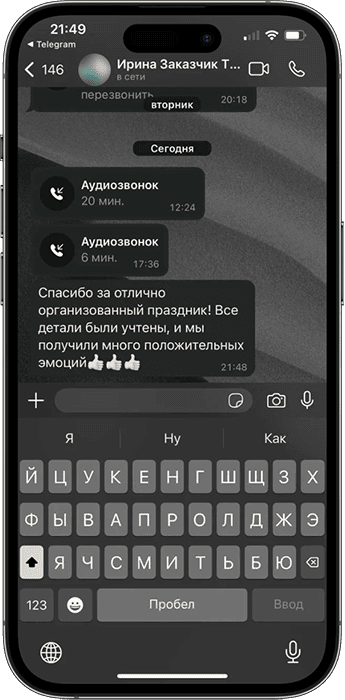 21:49
◀ Telegram
146
Ирина Заказчик Т...
в сети
перезвонить
20:18
вторник
Сегодня
Аудиозвонок
20 мин.
12:24
Аудиозвонок
6 мин.
17:36
Спасибо за отлично
организованный праздник! Все
детали были учтены, и мы
получили много положительных
эмоций👍👍👍
21:48
Я Ну Как
Й Ц У К Е Н Г Ш Щ З Х
Ф Ы В А П Р О Л Д Ж Э
Я Ч С М И Т Ь Б Ю
123 Пробел Ввод